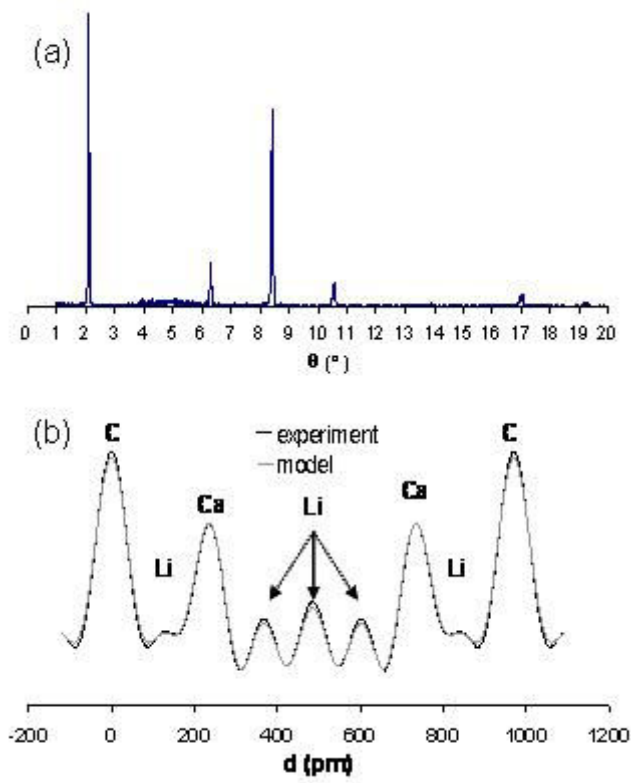 (a)
0 1 2 3 4 5 6 7 8 9 10 11 12 13 14 15 16 17 18 19 20
θ (°)
(b)
C
experiment
model
C
Ca
Li
Ca
Li
Li
-200 0 200 400 600 800 1000 1200
d (pm)